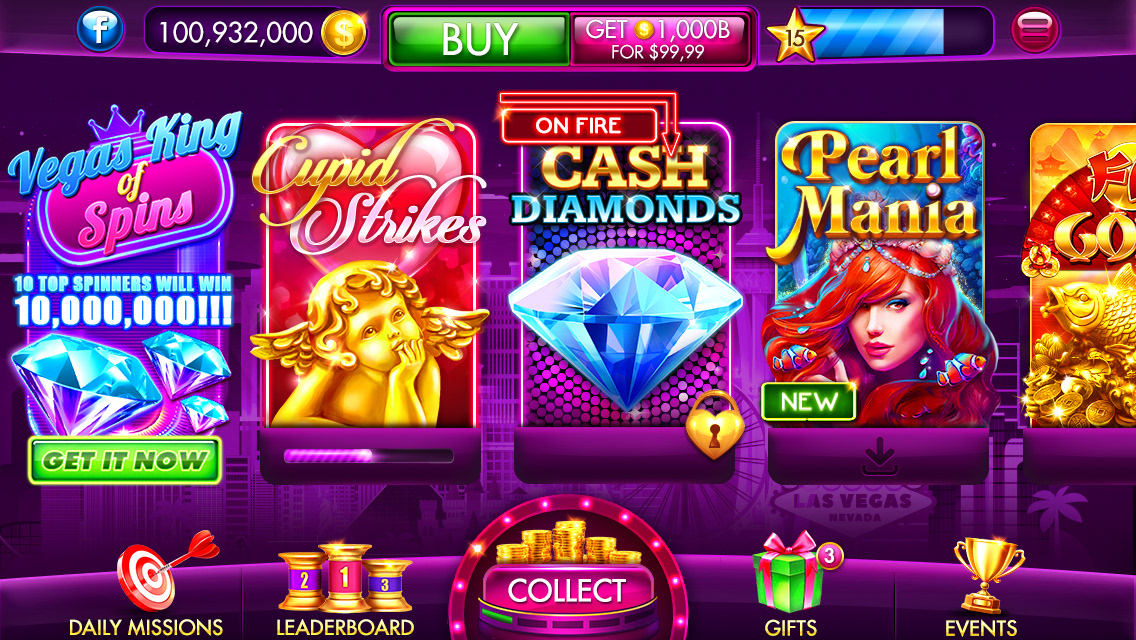 f
100,932,000
$
BUY
GET $ 1,000B
FOR $99,99
15
Vegas King
of
Spins
10 TOP SPINNERS WILL WIN
10,000,000!!!
GET IT NOW
Cupid
Strikes
ON FIRE
CASH
DIAMONDS
Pearl
Mania
NEW
LAS VEGAS
NEVADA
DAILY MISSIONS
2 1 3
LEADERBOARD
COLLECT
3
GIFTS
EVENTS